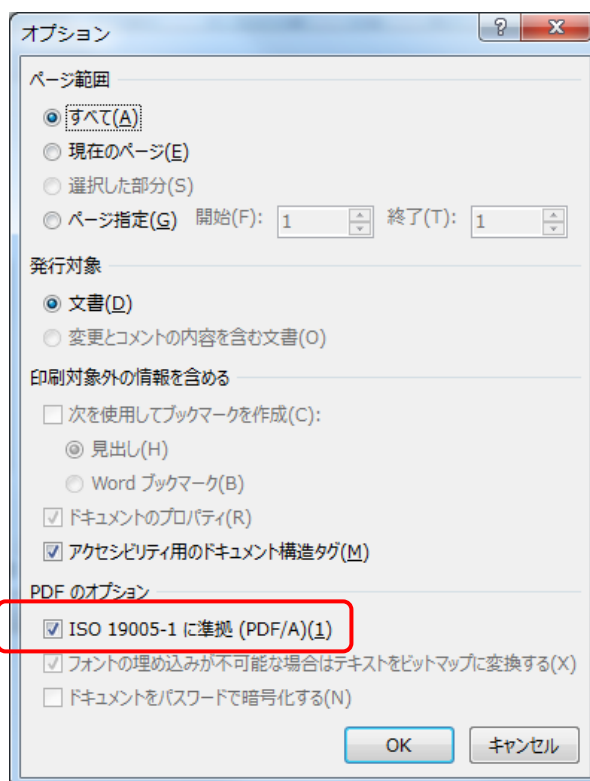 オプション
ページ範囲
すべて(A)
現在のページ(E)
選択した部分(S)
ページ指定(G) 開始(F): 1 終了(T): 1
発行対象
文書(D)
変更とコメントの内容を含む文書(O)
印刷対象外の情報を含める
次を使用してブックマークを作成(C):
見出し(H)
Word ブックマーク(B)
ドキュメントのプロパティ(R)
アクセシビリティ用のドキュメント構造タグ(M)
PDF のオプション
ISO 19005-1 に準拠 (PDF/A)(1)
フォントの埋め込みが不可能な場合はテキストをビットマップに変換する(X)
ドキュメントをパスワードで暗号化する(N)
OK キャンセル